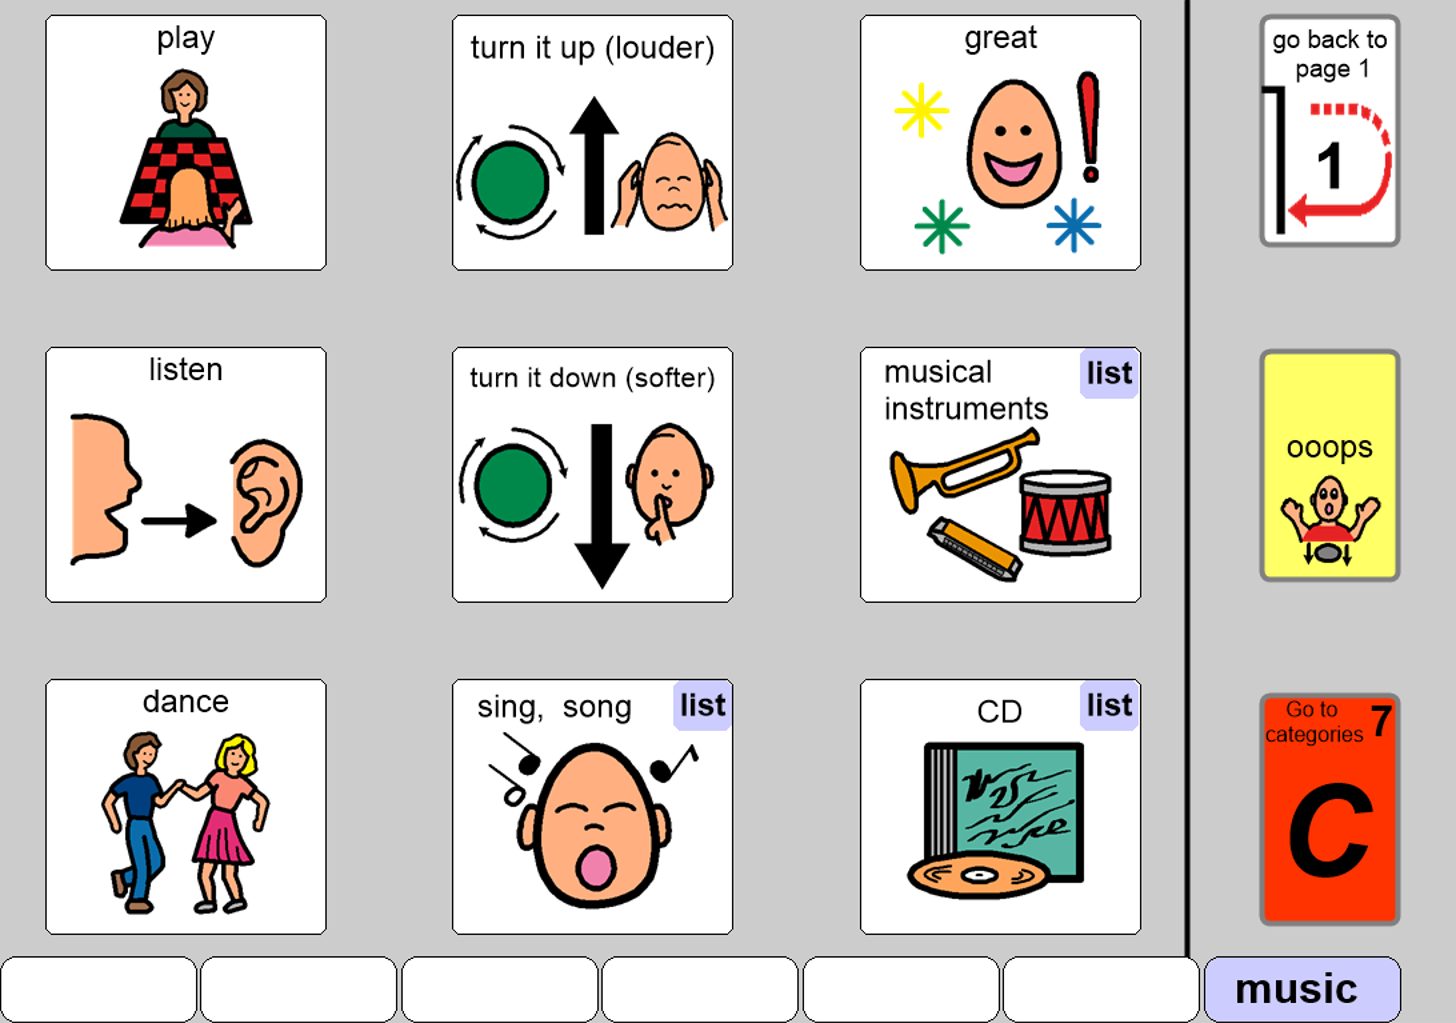 play
turn it up (louder)
great
go back to
page 1
1
listen
turn it down (softer)
musical
instruments
list
ooops
dance
sing, song
list
CD
list
Go to
categories 7
C
music